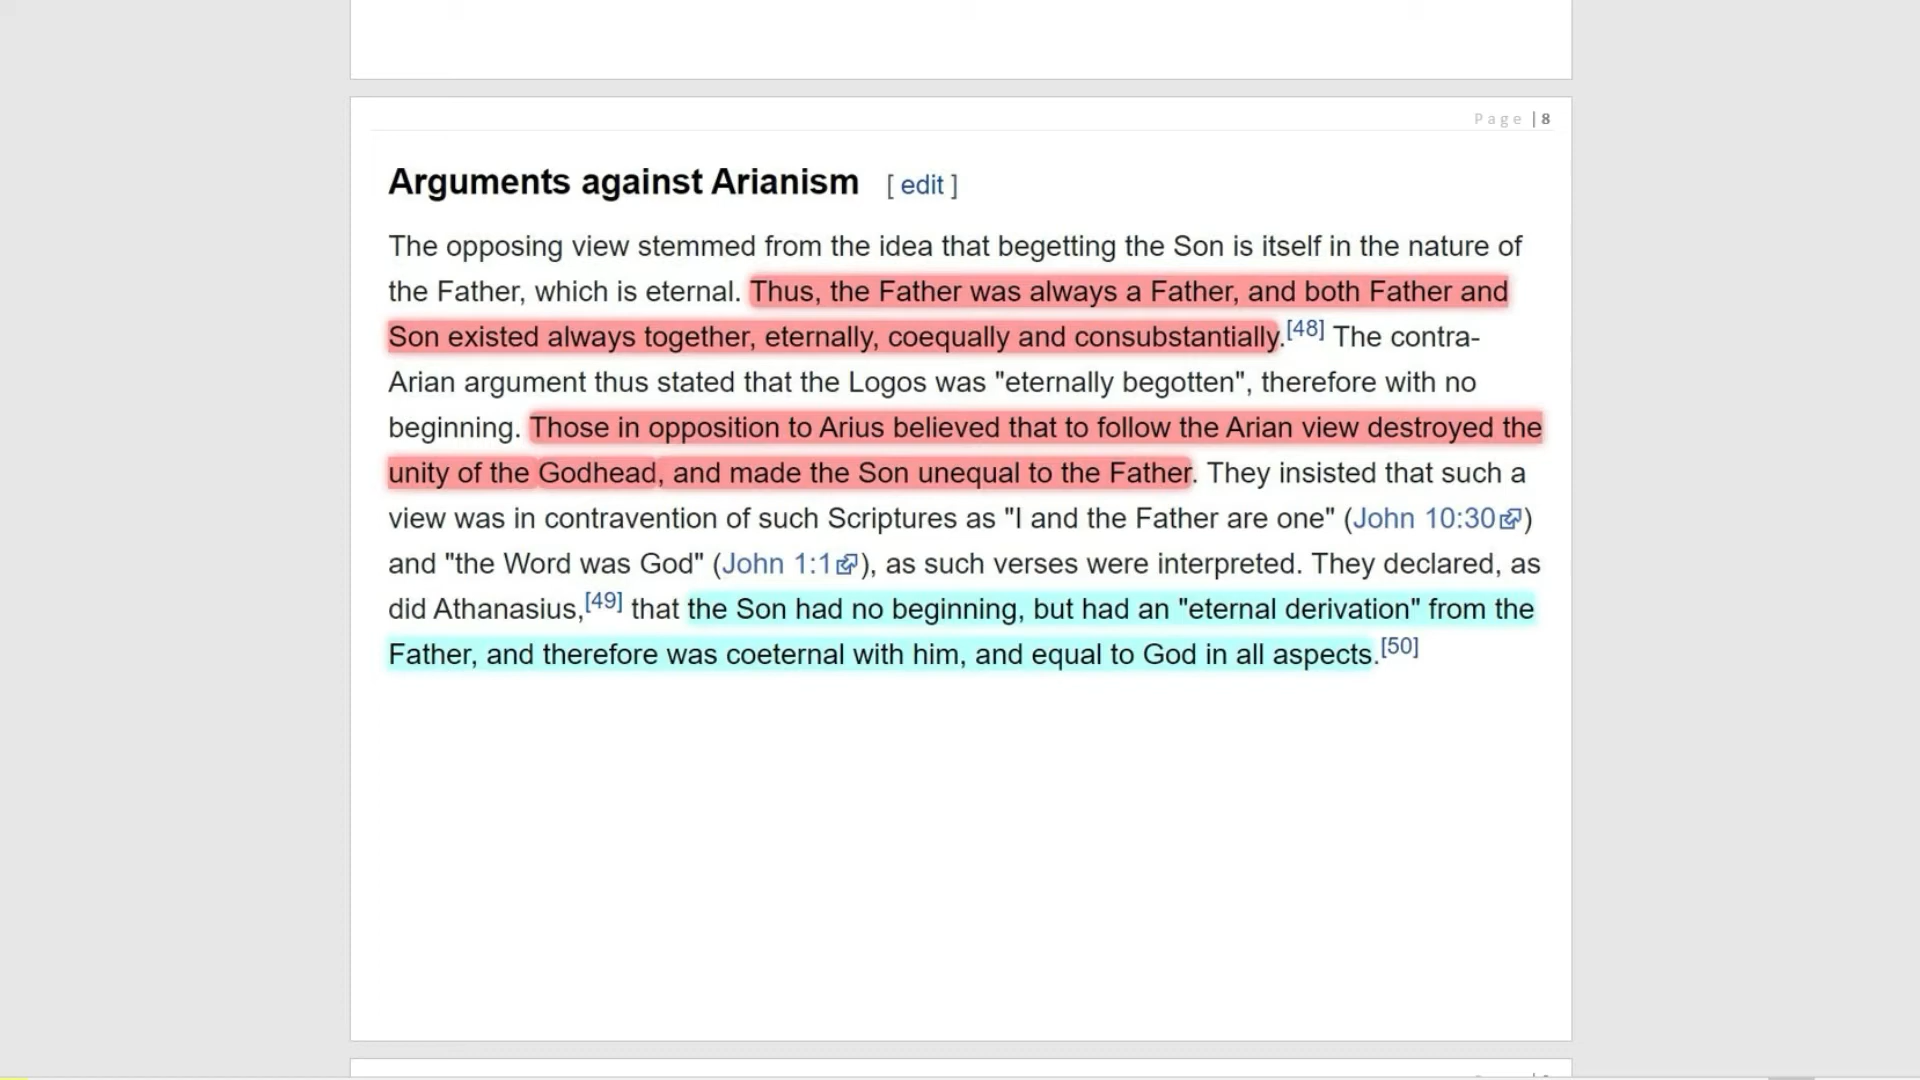 Page | 8
Arguments against Arianism [ edit ]
The opposing view stemmed from the idea that begetting the Son is itself in the nature of
the Father, which is eternal. Thus, the Father was always a Father, and both Father and
Son existed always together, eternally, coequally and consubstantially.[48] The contra-
Arian argument thus stated that the Logos was "eternally begotten", therefore with no
beginning. Those in opposition to Arius believed that to follow the Arian view destroyed the
unity of the Godhead, and made the Son unequal to the Father. They insisted that such a
view was in contravention of such Scriptures as "I and the Father are one" (John 10:30)
and "the Word was God" (John 1:1), as such verses were interpreted. They declared, as
did Athanasius,[49] that the Son had no beginning, but had an "eternal derivation" from the
Father, and therefore was coeternal with him, and equal to God in all aspects.[50]